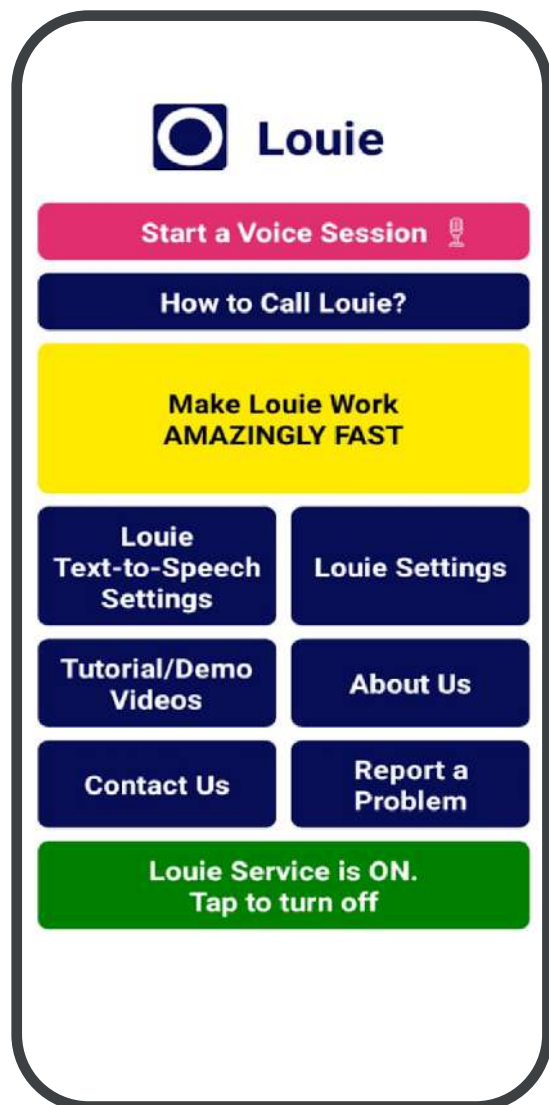 Louie
Start a Voice Session
How to Call Louie?
Make Louie Work
AMAZINGLY FAST
Louie
Text-to-Speech
Settings
Louie Settings
Tutorial/Demo
Videos
About Us
Contact Us
Report a
Problem
Louie Service is ON.
Tap to turn off